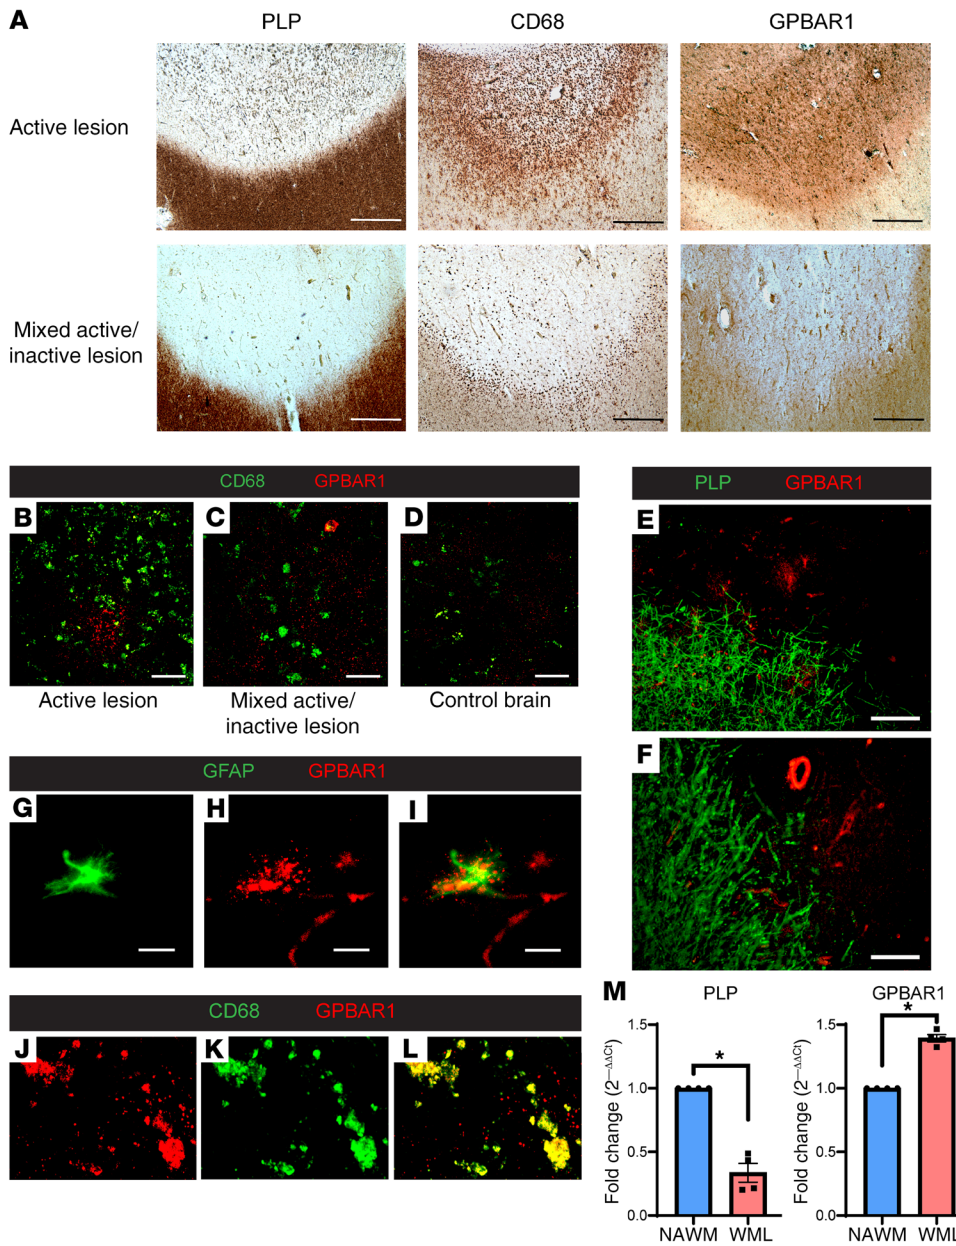 A
PLP CD68 GPBAR1
Active lesion
Mixed active/
inactive lesion
CD68 GPBAR1
B C D
Active lesion Mixed active/
inactive lesion Control brain
PLP GPBAR1
E
F
GFAP GPBAR1
G H I
CD68 GPBAR1
J K L
M
PLP
*
Fold change (2−ΔΔCt)
1.5
1.0
0.5
0.0
NAWM WML
GPBAR1
*
Fold change (2−ΔΔCt)
1.5
1.0
0.5
0.0
NAWM WML